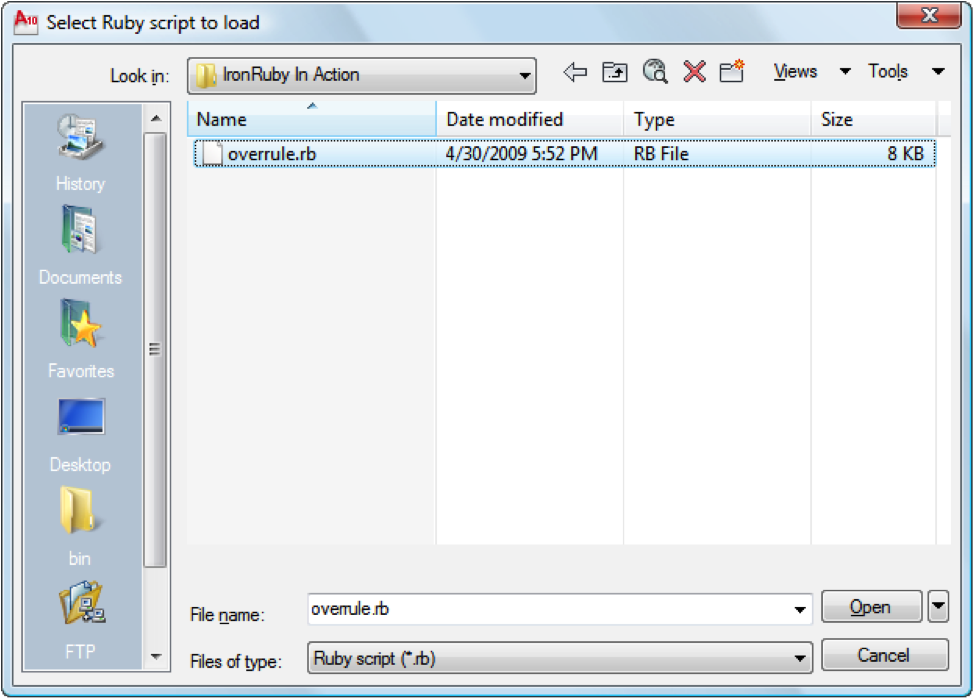 A10 Select Ruby script to load
Look in: IronRuby In Action Views Tools
Name Date modified Type Size
overrule.rb 4/30/2009 5:52 PM RB File 8 KB
History
Documents
Favorites
Desktop
bin
FTP
File name: overrule.rb Open
Files of type: Ruby script (*.rb) Cancel